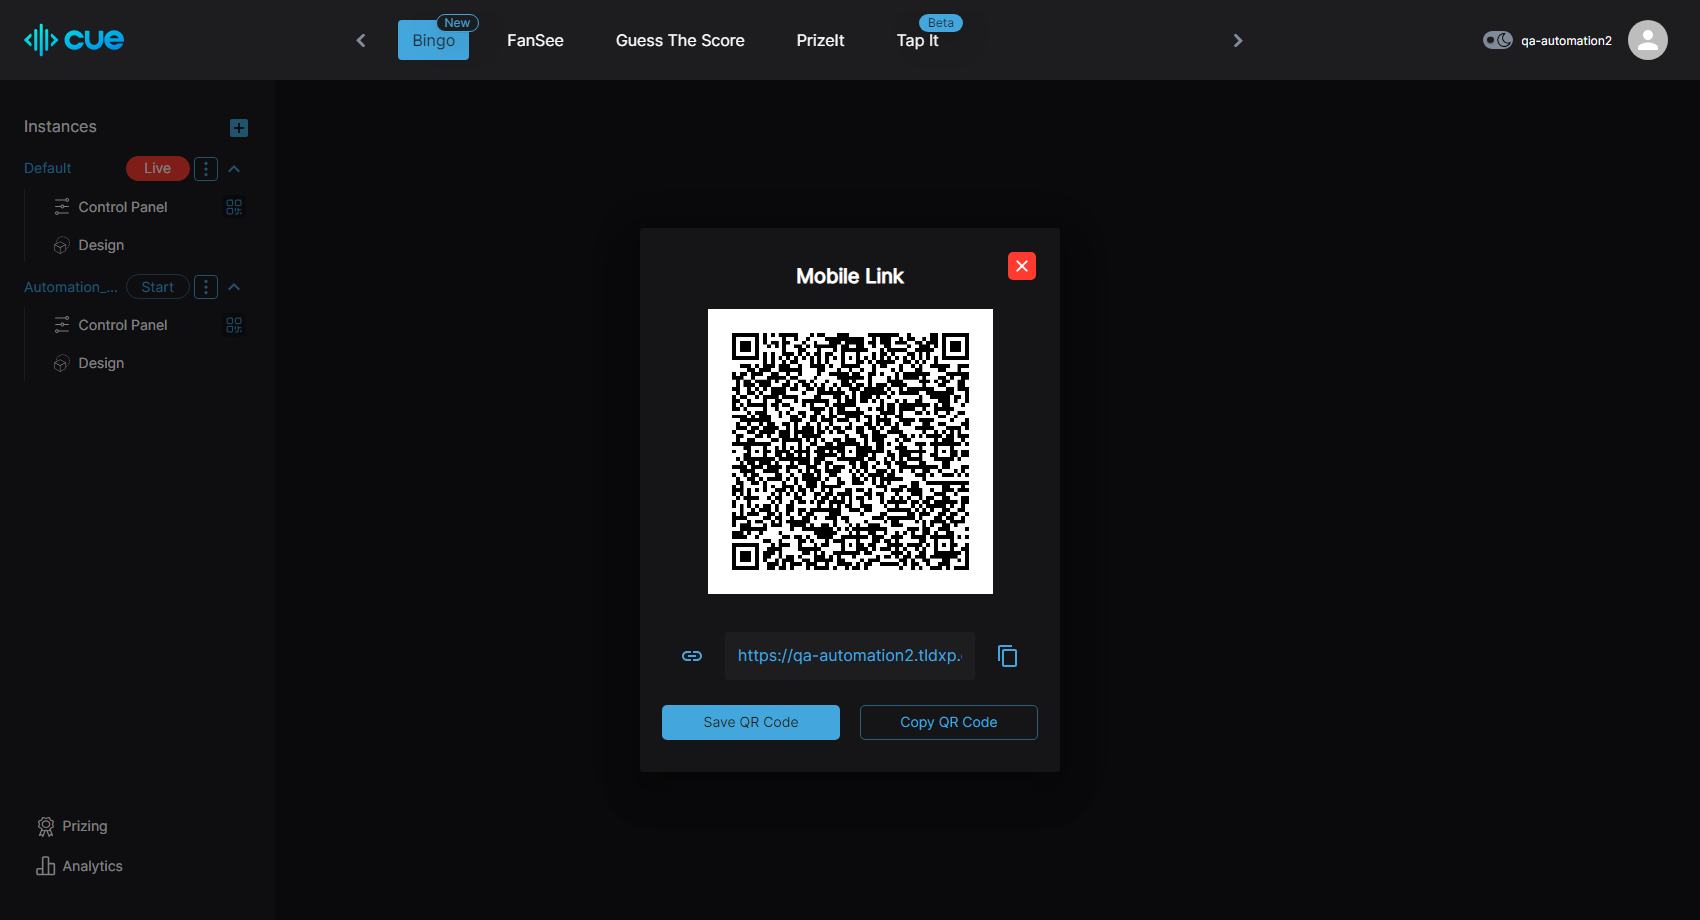 cue
Bingo
New
FanSee
Guess The Score
PrizeIt
Tap It
Beta
qa-automation2
Instances
Default
Live
Control Panel
Design
Automation_...
Start
Control Panel
Design
Prizing
Analytics
Mobile Link
https://qa-automation2.tldxp.
Save QR Code
Copy QR Code